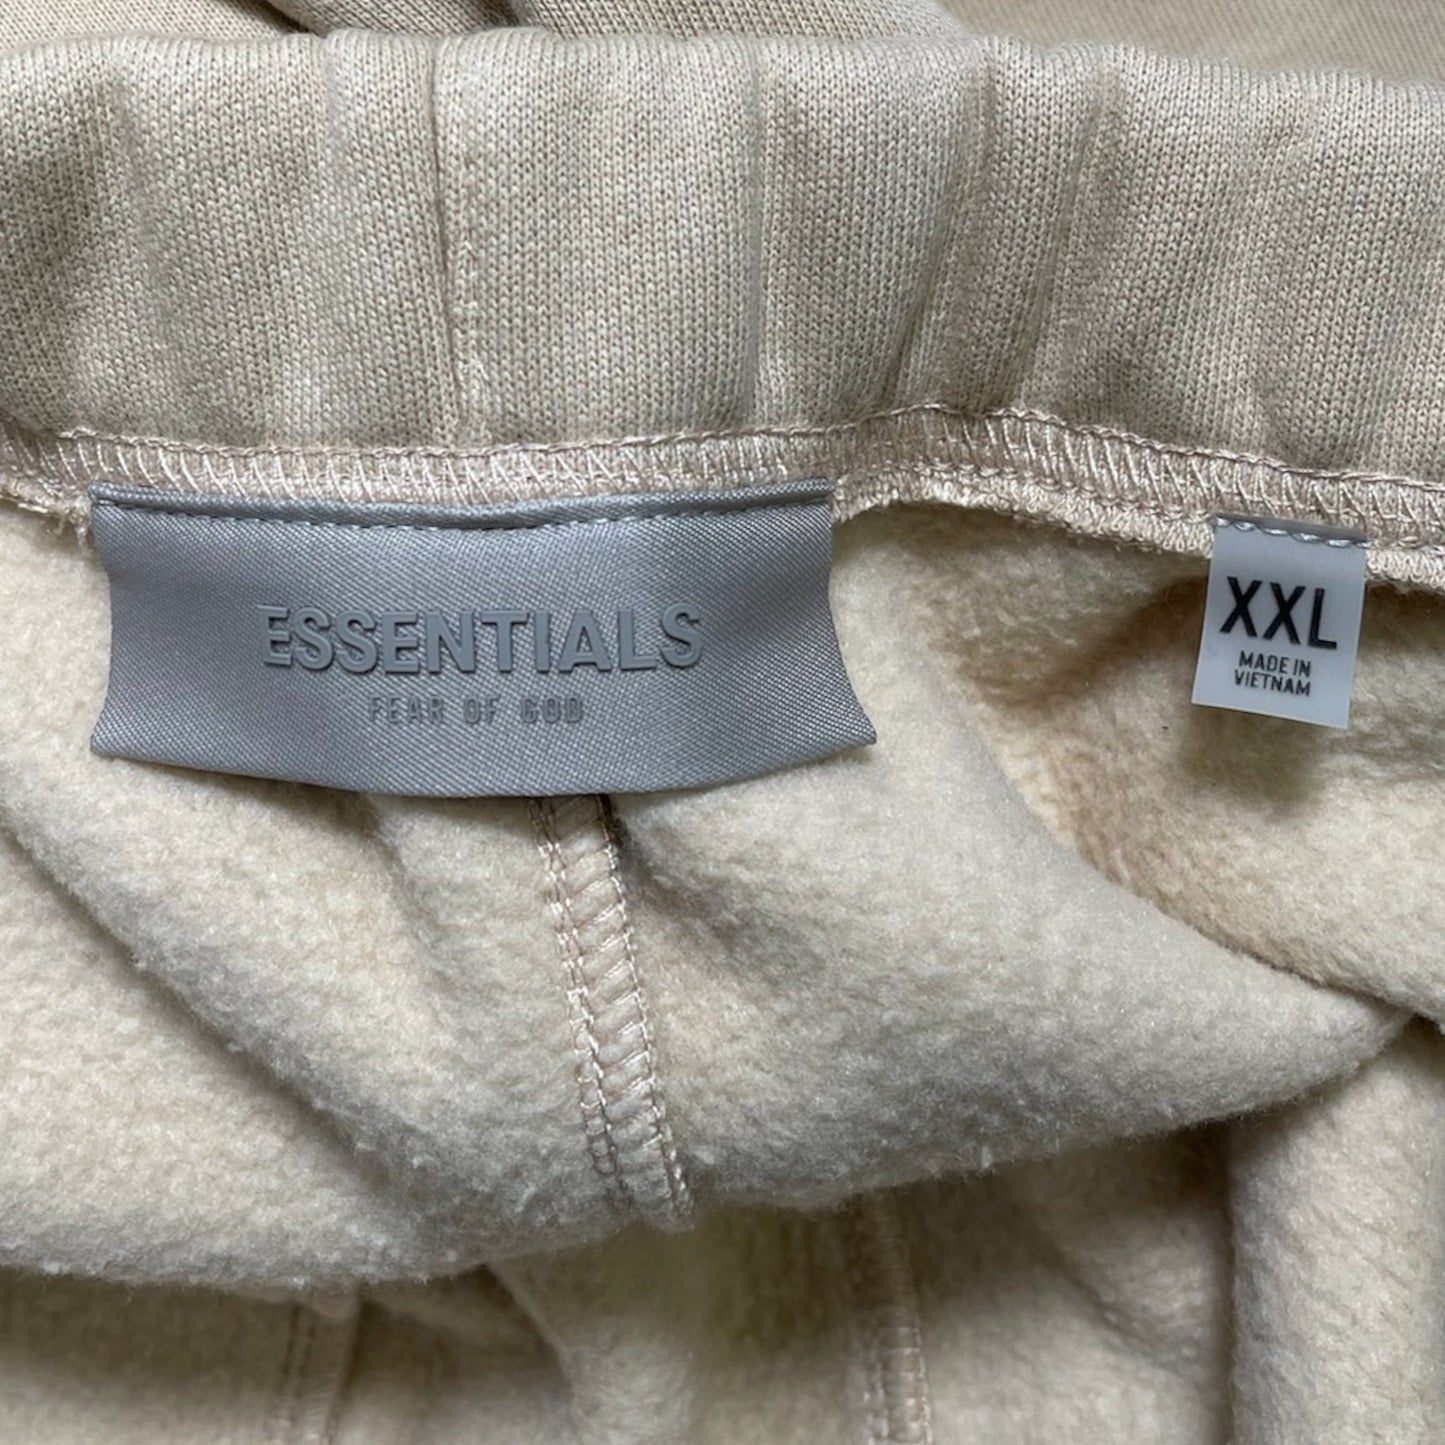 ESSENTIALS
FEAR OF GOD
XXL
MADE IN
VIETNAM